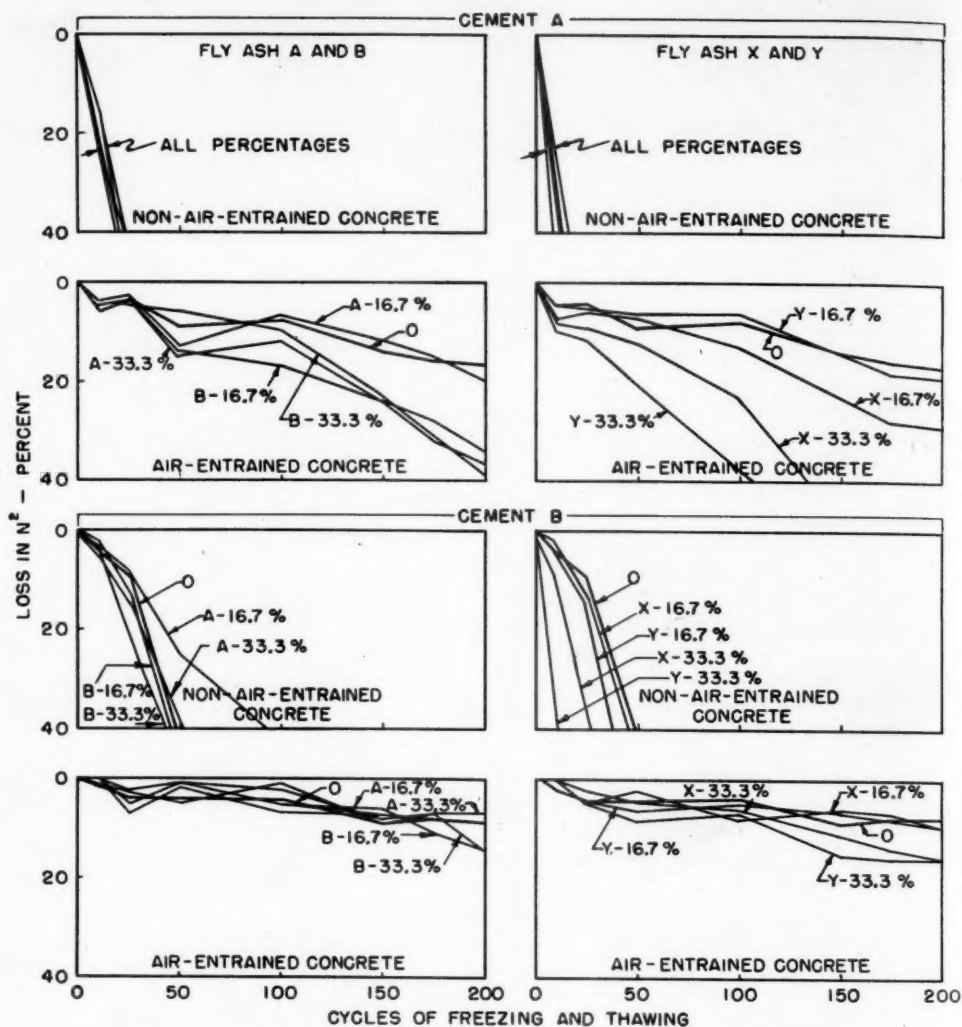 CEMENT A
FLY ASH A AND B
FLY ASH X AND Y
0
20
40
ALL PERCENTAGES
NON-AIR-ENTRAINED CONCRETE
ALL PERCENTAGES
NON-AIR-ENTRAINED CONCRETE
0
20
40
A-16.7 %
O
A-33.3 %
B-16.7%
B-33.3 %
AIR-ENTRAINED CONCRETE
Y-16.7 %
O
X-16.7%
Y-33.3%
X-33.3 %
AIR-ENTRAINED CONCRETE
LOSS IN N² – PERCENT
CEMENT B
0
20
40
O
A-16.7 %
A-33.3 %
B-16.7%
B-33.3%
NON-AIR-ENTRAINED
CONCRETE
O
X-16.7 %
Y-16.7 %
X-33.3 %
Y-33.3 %
NON-AIR-ENTRAINED
CONCRETE
0
20
40
O
A-16.7%
A-33.3%
B-16.7%
B-33.3%
AIR-ENTRAINED CONCRETE
X-33.3%
X-16.7%
O
Y-16.7 %
Y-33.3 %
AIR-ENTRAINED CONCRETE
0 50 100 150 200
0 50 100 150 200
CYCLES OF FREEZING AND THAWING